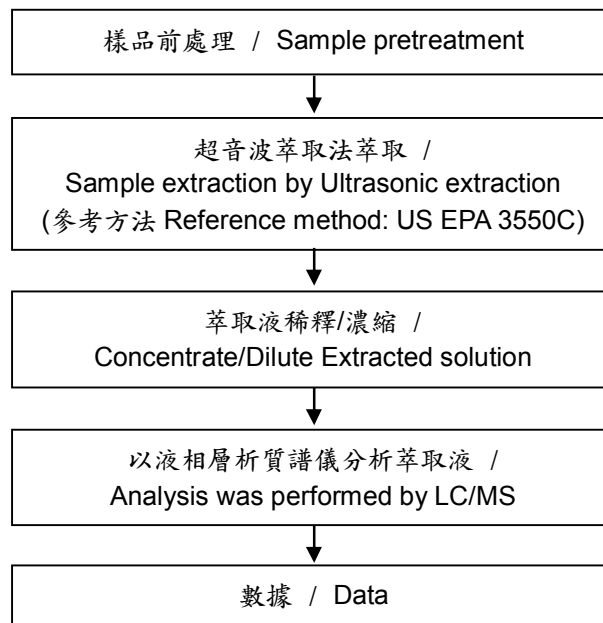 樣品前處理 / Sample pretreatment
超音波萃取法萃取 /
Sample extraction by Ultrasonic extraction
(參考方法 Reference method: US EPA 3550C)
萃取液稀釋/濃縮 /
Concentrate/Dilute Extracted solution
以液相層析質譜儀分析萃取液 /
Analysis was performed by LC/MS
數據 / Data